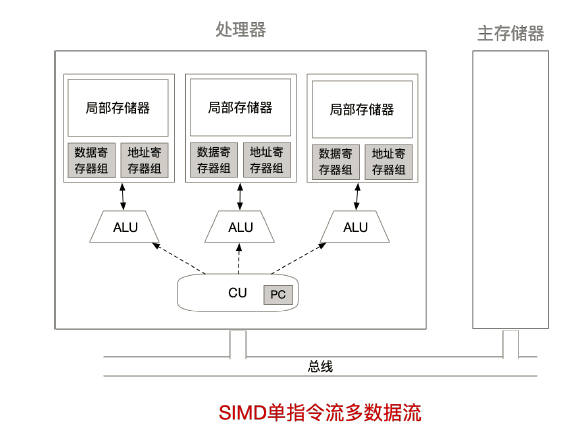 处理器
主存储器
局部存储器
局部存储器
局部存储器
数据寄
存器组
地址寄
存器组
数据寄
存器组
地址寄
存器组
数据寄
存器组
地址寄
存器组
ALU
ALU
ALU
CU
PC
总线
SIMD单指令流多数据流